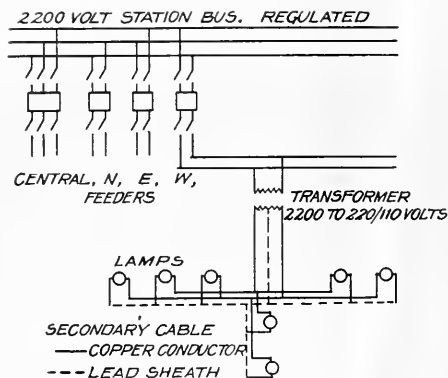 2200 VOLT STATION BUS. REGULATED
CENTRAL, N, E, W,
FEEDERS
TRANSFORMER
2200 TO 220/110 VOLTS
LAMPS
SECONDARY CABLE
COPPER CONDUCTOR
LEAD SHEATH